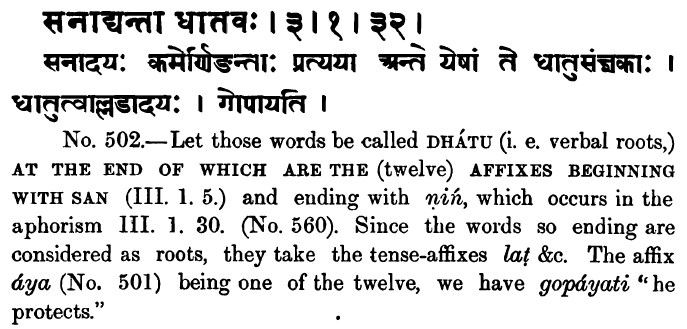 सनाद्यन्ता धातवः । ३ । १ । ३२ ।
सनादयः कमेर्णिङन्ताः प्रत्यया अन्ते येषां ते धातुसंज्ञकाः ।
धातुत्वाल्लडादयः । गोपायति ।
No. 502.—Let those words be called DHÁTU (i. e. verbal roots,)
AT THE END OF WHICH ARE THE (twelve) AFFIXES BEGINNING
WITH SAN (III. 1. 5.) and ending with ṇiń, which occurs in the
aphorism III. 1. 30. (No. 560). Since the words so ending are
considered as roots, they take the tense-affixes laṭ &c. The affix
áya (No. 501) being one of the twelve, we have gopáyati “he
protects.”